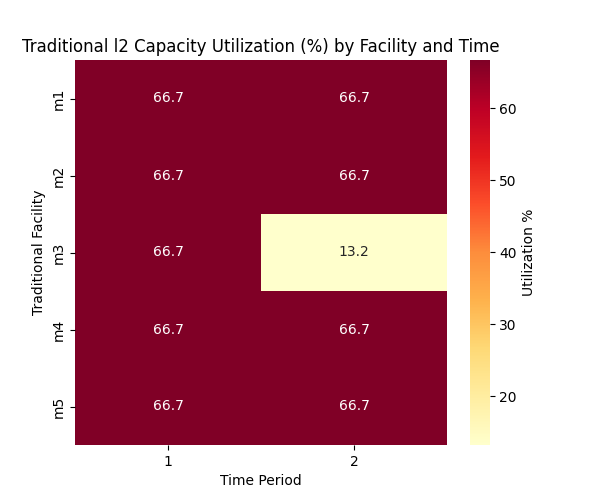 Traditional l2 Capacity Utilization (%) by Facility and Time
m1 66.7 66.7
m2 66.7 66.7
m3 66.7 13.2
m4 66.7 66.7
m5 66.7 66.7
1 2
Time Period
Traditional Facility
60
50
40
30
20
Utilization %